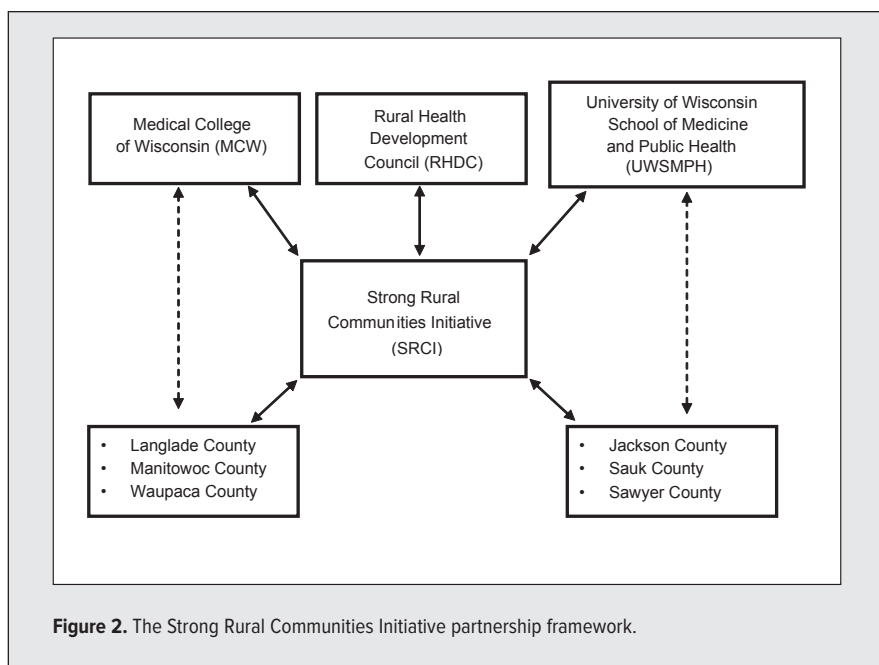 Medical College
of Wisconsin (MCW)
Rural Health
Development
Council (RHDC)
University of Wisconsin
School of Medicine
and Public Health
(UWSMPH)
Strong Rural
Communities Initiative
(SRCI)
• Langlade County
• Manitowoc County
• Waupaca County
• Jackson County
• Sauk County
• Sawyer County
Figure 2. The Strong Rural Communities Initiative partnership framework.